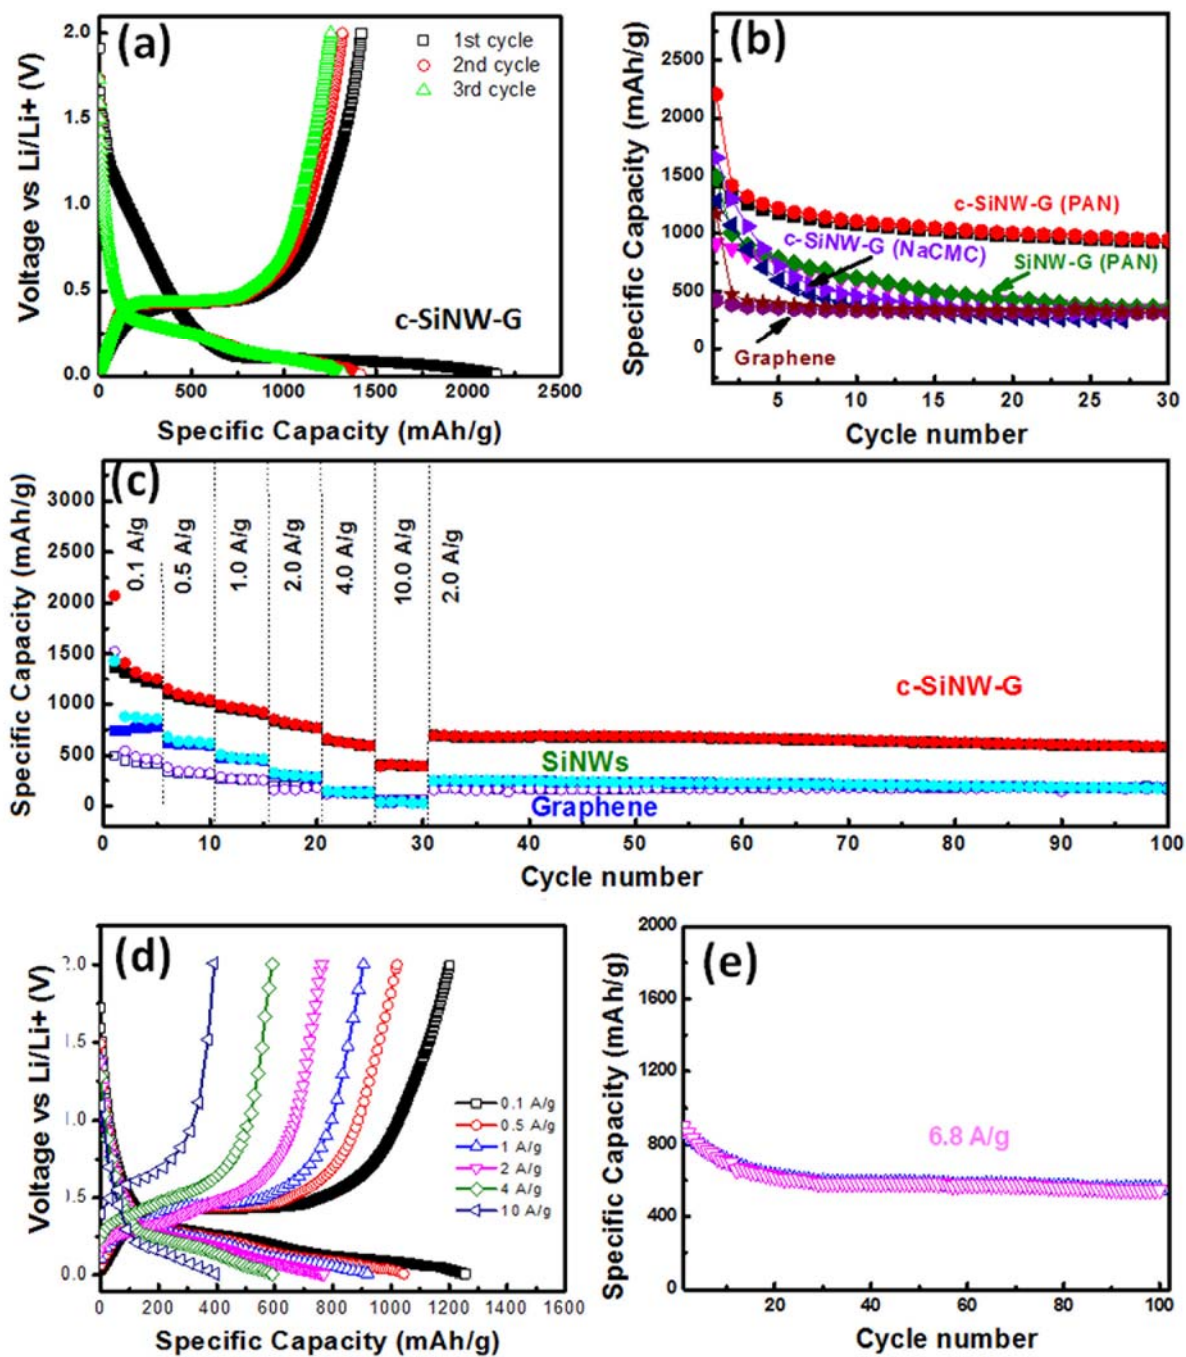 (a)
2.0
1.5
1.0
0.5
0.0
Voltage vs Li/Li+ (V)
1st cycle
2nd cycle
3rd cycle
c-SiNW-G
0 500 1000 1500 2000 2500
Specific Capacity (mAh/g)
(b)
2500
2000
1500
1000
500
0
Specific Capacity (mAh/g)
c-SiNW-G (PAN)
c-SiNW-G (NaCMC)
SiNW-G (PAN)
Graphene
5 10 15 20 25 30
Cycle number
(c)
3000
2500
2000
1500
1000
500
0
Specific Capacity (mAh/g)
0.1 A/g
0.5 A/g
1.0 A/g
2.0 A/g
4.0 A/g
10.0 A/g
2.0 A/g
c-SiNW-G
SiNWs
Graphene
0 10 20 30 40 50 60 70 80 90 100
Cycle number
(d)
2.0
1.5
1.0
0.5
0.0
Voltage vs Li/Li+ (V)
0.1 A/g
0.5 A/g
1 A/g
2 A/g
4 A/g
10 A/g
0 200 400 600 800 1000 1200 1400 1600
Specific Capacity (mAh/g)
(e)
2000
1600
1200
800
400
0
Specific Capacity (mAh/g)
6.8 A/g
20 40 60 80 100
Cycle number